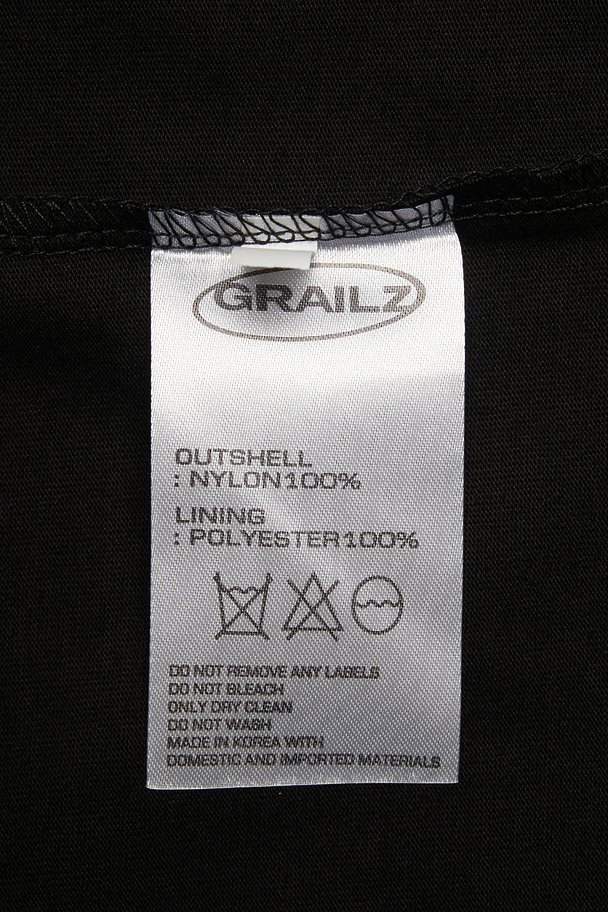 GRAILZ
OUTSHELL
: NYLON100%
LINING
: POLYESTER100%
DO NOT REMOVE ANY LABELS
DO NOT BLEACH
ONLY DRY CLEAN
DO NOT WASH
MADE IN KOREA WITH
DOMESTIC AND IMPORTED MATERIALS